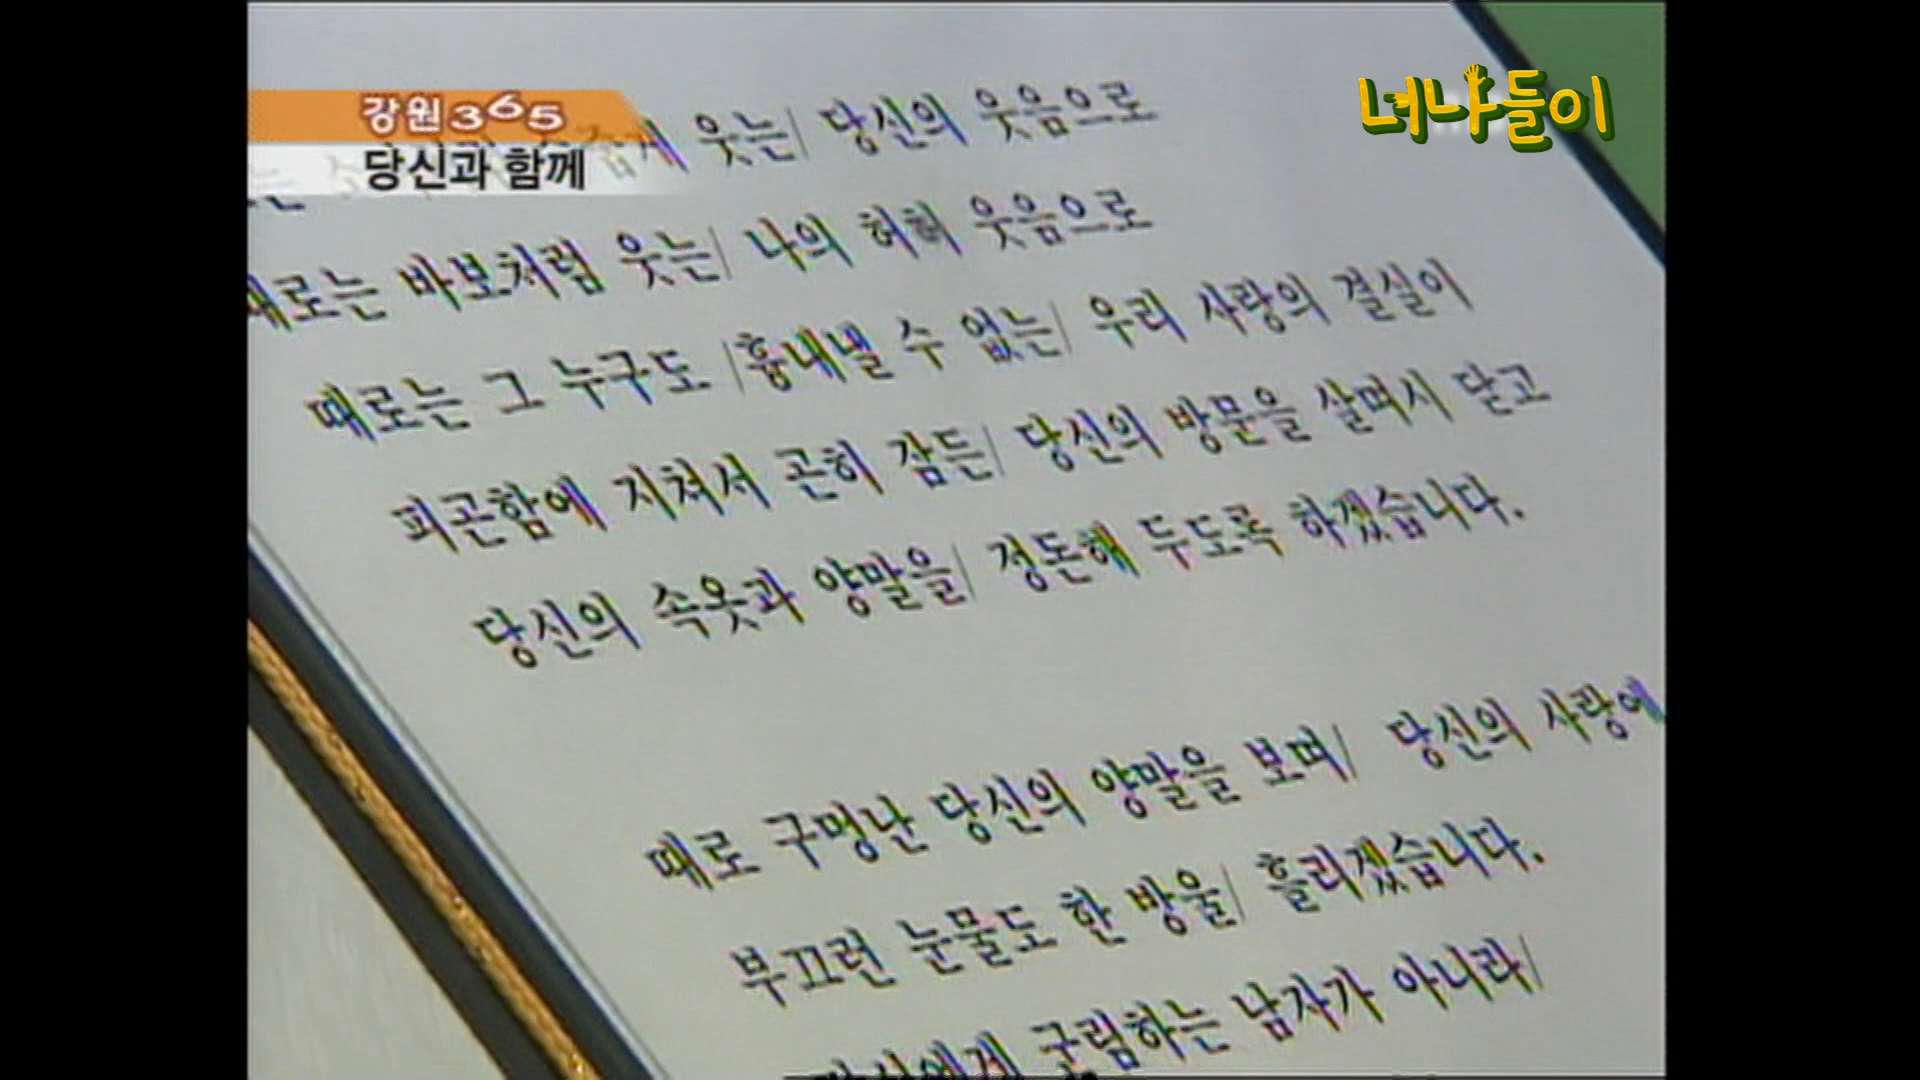 강원365
당신과 함께
너냐들이
웃는/ 당신의 웃음으로
때로는 바보처럼 웃는/ 나의 허허 웃음으로
때로는 그 누구도 /흉내낼 수 없는/ 우리 사랑의 결실이
피곤함에 지쳐서 곤히 잠든/ 당신의 방문을 살며시 닫고
당신의 속옷과 양말을/ 정돈해 두도록 하겠습니다.
때로 구멍난 당신의 양말을 보며/ 당신의 사랑에
부끄런 눈물도 한 방울/ 흘리겠습니다.
당신에게 군림하는 남자가 아니라/